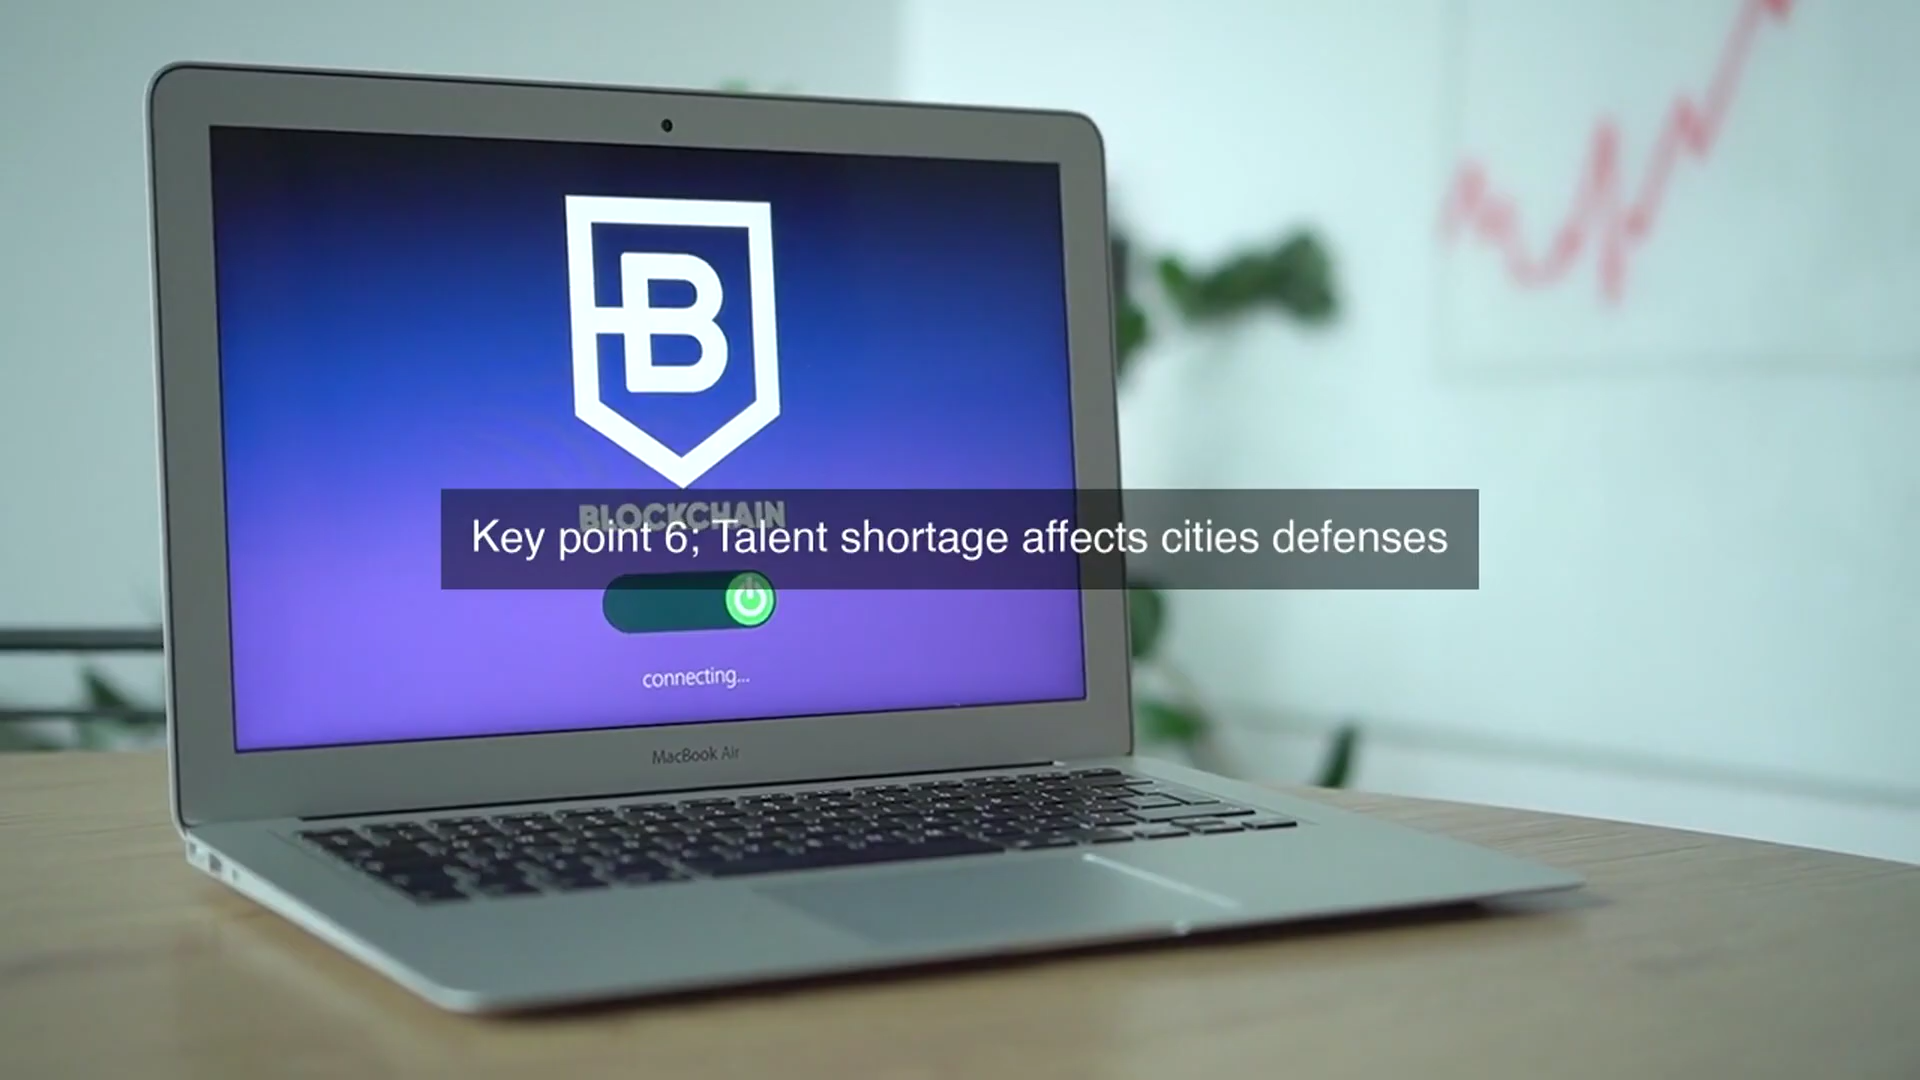 B
BLOCKCHAIN
Key point 6; Talent shortage affects cities defenses
connecting...
MacBook Air